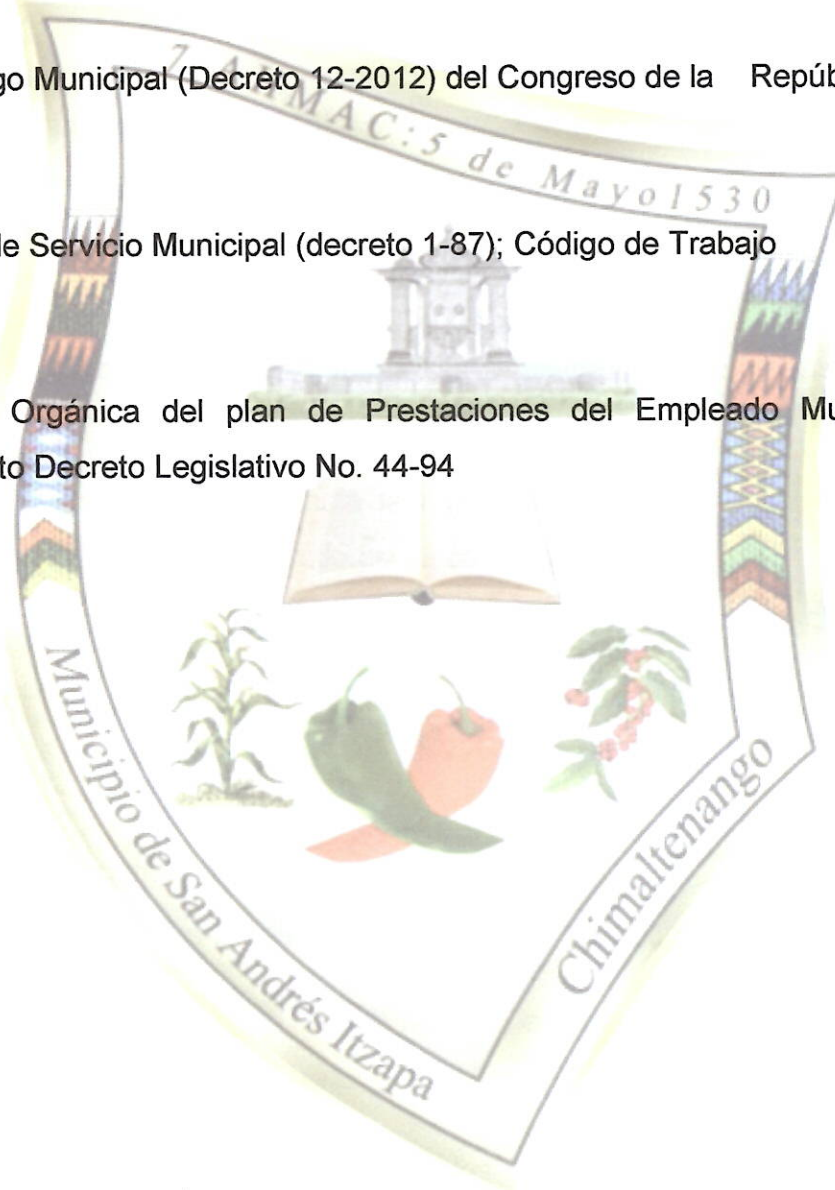 go Municipal (Decreto 12-2012) del Congreso de la Repúb
7 AHMAC:5 de Mayo1530
de Servicio Municipal (decreto 1-87); Código de Trabajo
Orgánica del plan de Prestaciones del Empleado Mu
to Decreto Legislativo No. 44-94
Municipio de San Andrés Itzapa
Chimaltenango